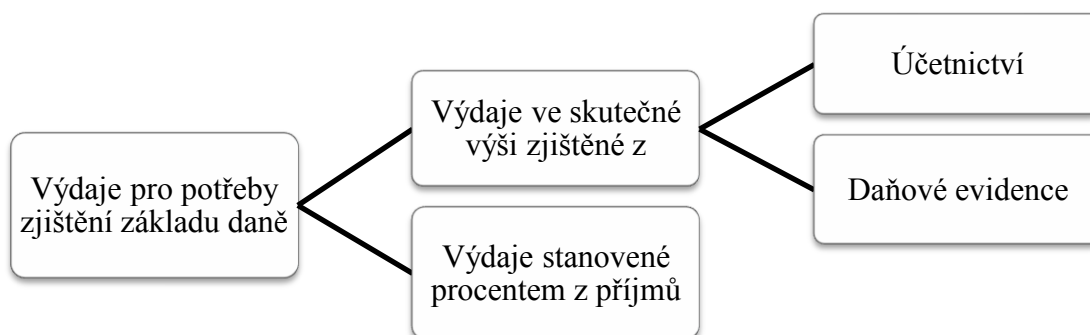 Výdaje pro potřeby
zjištění základu daně
Výdaje ve skutečné
výši zjištěné z
Účetnictví
Daňové evidence
Výdaje stanovené
procentem z příjmů